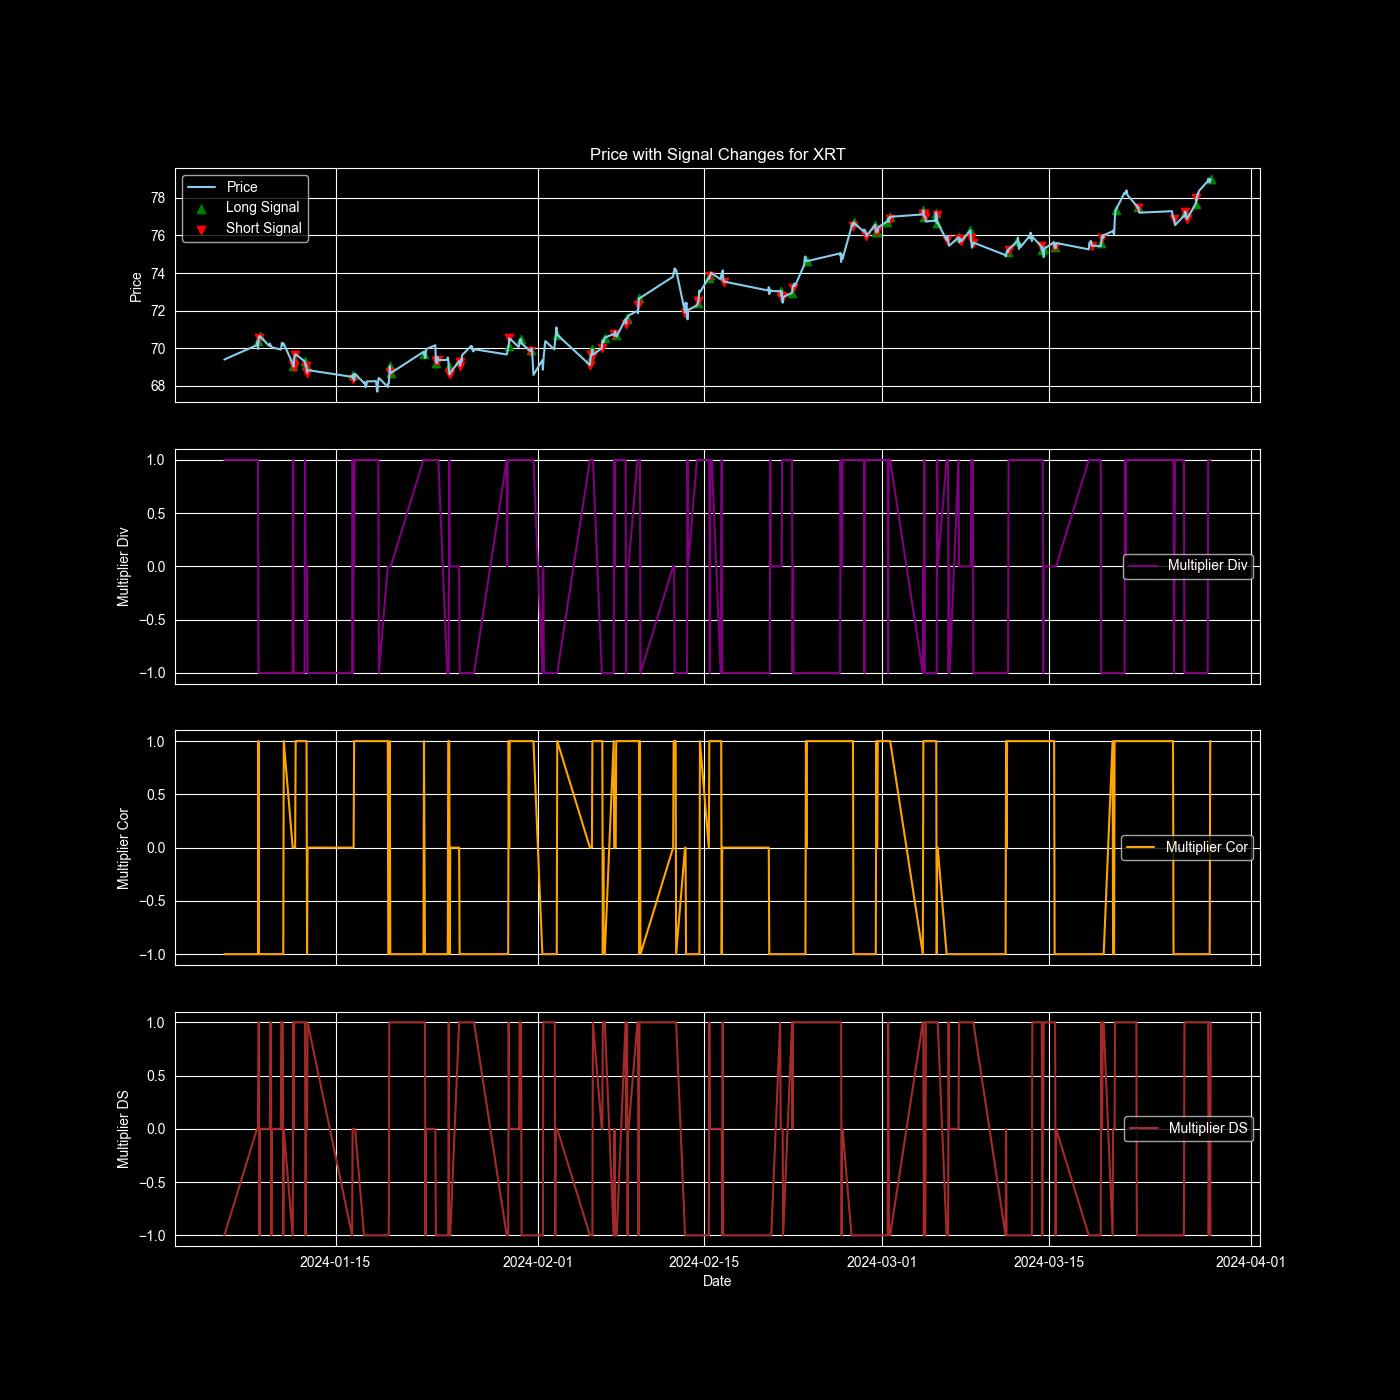 Price with Signal Changes for XRT
Price
Long Signal
Short Signal
78
76
74
72
70
68
Price
1.0
0.5
0.0
−0.5
−1.0
Multiplier Div
Multiplier Div
1.0
0.5
0.0
−0.5
−1.0
Multiplier Cor
Multiplier Cor
1.0
0.5
0.0
−0.5
−1.0
Multiplier DS
Multiplier DS
2024-01-15 2024-02-01 2024-02-15 2024-03-01 2024-03-15 2024-04-01
Date